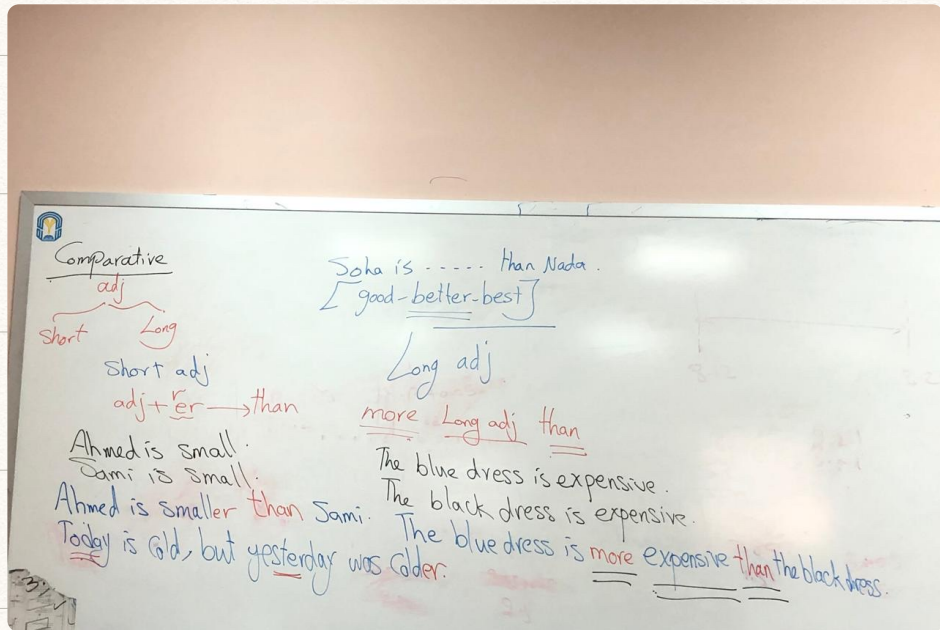 Comparative
adj
Short Long
Short adj
adj + er → than
r
Ahmed is small.
Sami is small.
Ahmed is smaller than Sami.
Today is cold, but yesterday was colder.
Soha is ...... than Nada.
[good-better-best]
Long adj
more Long adj than
The blue dress is expensive.
The black dress is expensive.
The blue dress is more expensive than the black dress.